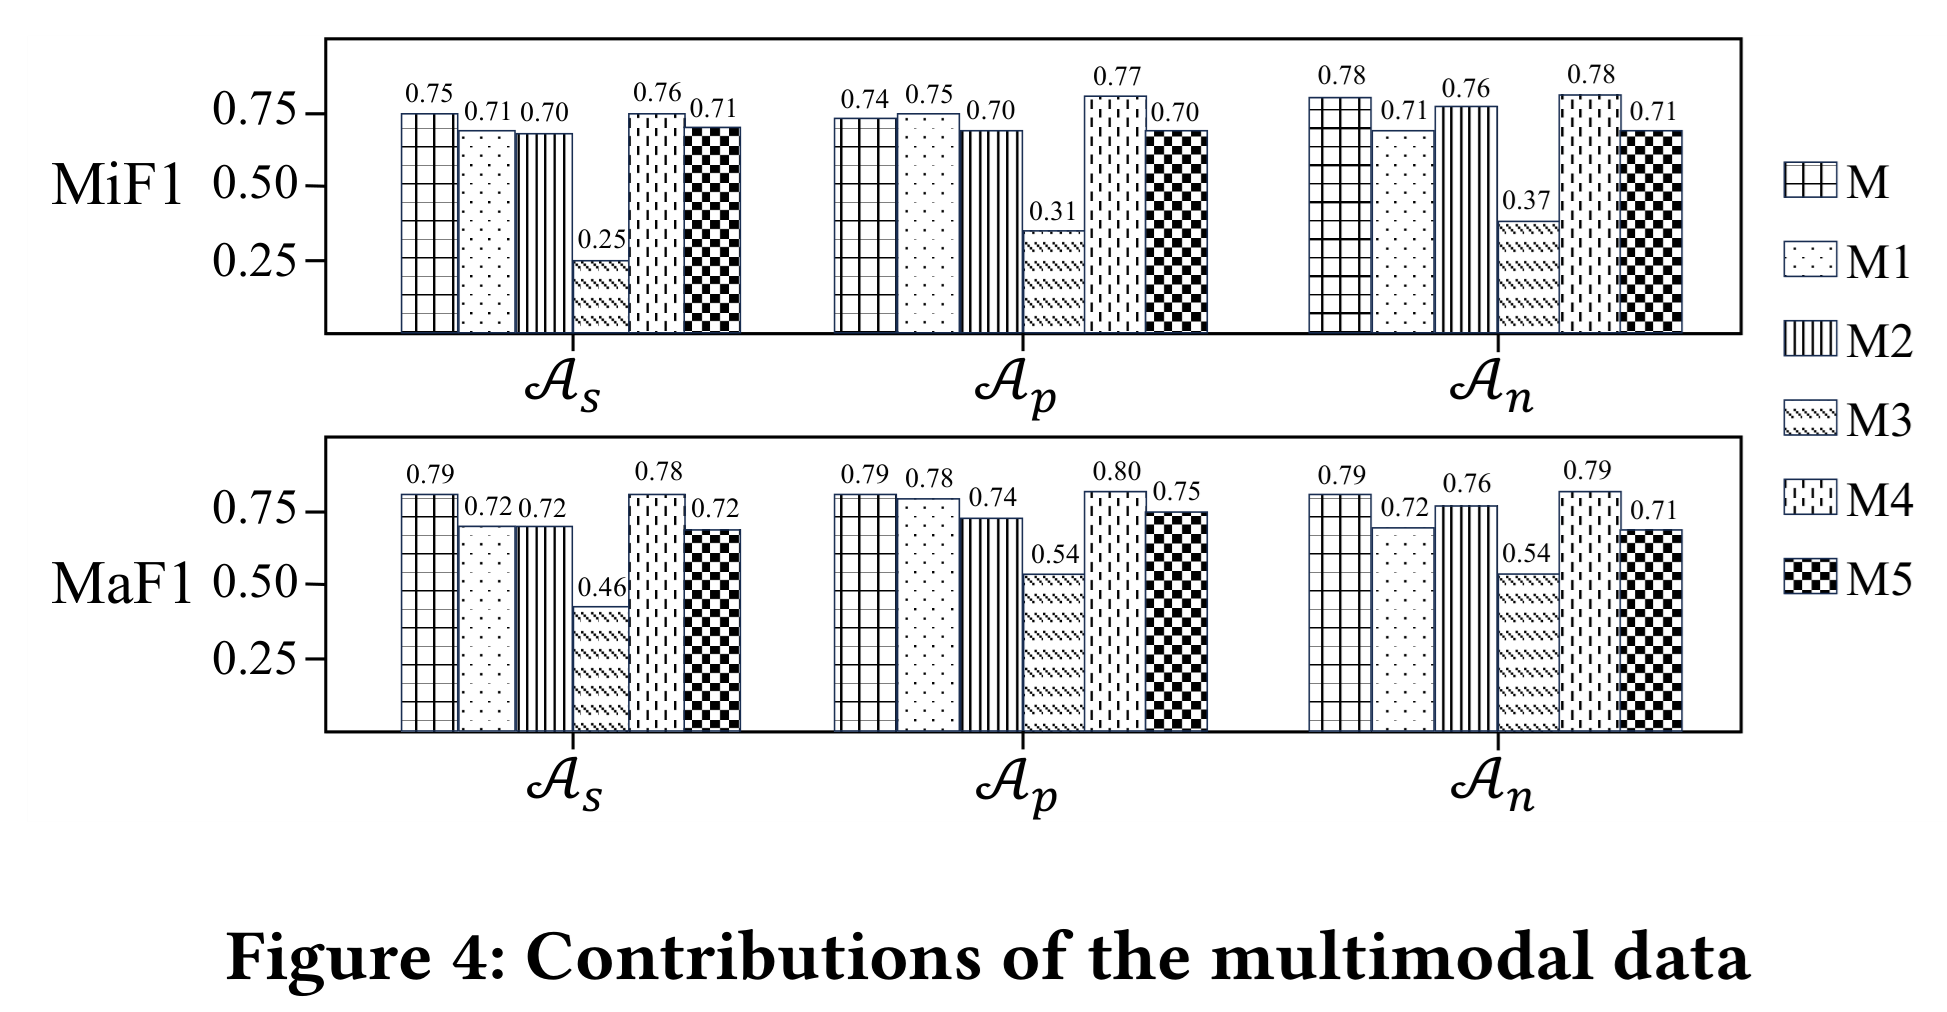 0.75 0.71 0.70 0.25 0.76 0.71 0.74 0.75 0.70 0.31 0.77 0.70 0.78 0.71 0.76 0.37 0.78 0.71
MiF1
0.75
0.50
0.25
𝒜s 𝒜p 𝒜n
0.79 0.72 0.72 0.46 0.78 0.72 0.79 0.78 0.74 0.54 0.80 0.75 0.79 0.72 0.76 0.54 0.79 0.71
MaF1
0.75
0.50
0.25
𝒜s 𝒜p 𝒜n
M
M1
M2
M3
M4
M5
Figure 4: Contributions of the multimodal data